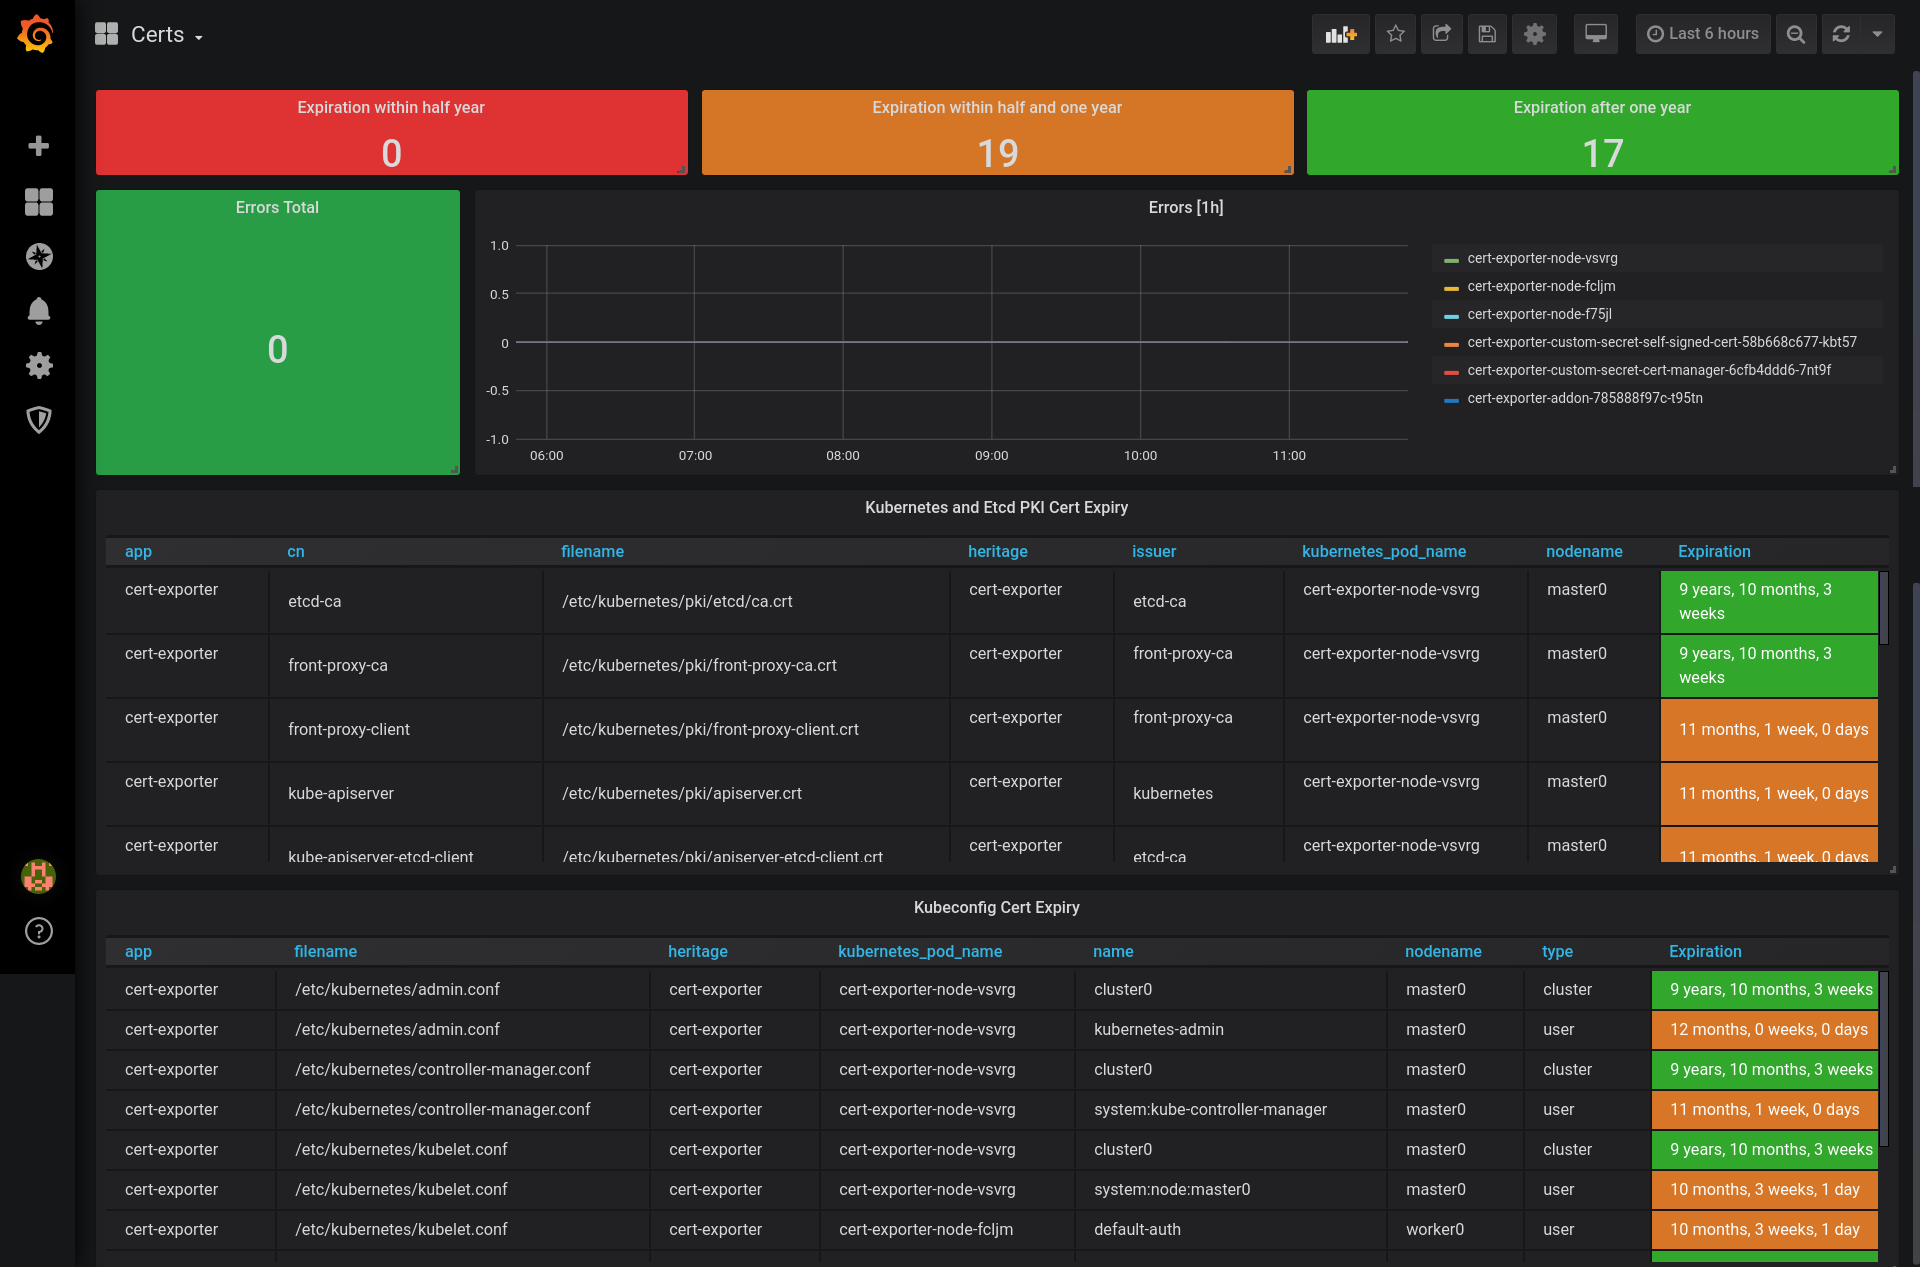 Certs
Last 6 hours
Expiration within half year
0
Expiration within half and one year
19
Expiration after one year
17
Errors Total
0
Errors [1h]
1.0
0.5
0
-0.5
-1.0
06:00 07:00 08:00 09:00 10:00 11:00
cert-exporter-node-vsvrg
cert-exporter-node-fcljm
cert-exporter-node-f75jl
cert-exporter-custom-secret-self-signed-cert-58b668c677-kbt57
cert-exporter-custom-secret-cert-manager-6cfb4ddd6-7nt9f
cert-exporter-addon-785888f97c-t95tn
Kubernetes and Etcd PKI Cert Expiry
app cn filename heritage issuer kubernetes_pod_name nodename Expiration
cert-exporter etcd-ca /etc/kubernetes/pki/etcd/ca.crt cert-exporter etcd-ca cert-exporter-node-vsvrg master0 9 years, 10 months, 3
weeks
cert-exporter front-proxy-ca /etc/kubernetes/pki/front-proxy-ca.crt cert-exporter front-proxy-ca cert-exporter-node-vsvrg master0 9 years, 10 months, 3
weeks
cert-exporter front-proxy-client /etc/kubernetes/pki/front-proxy-client.crt cert-exporter front-proxy-ca cert-exporter-node-vsvrg master0 11 months, 1 week, 0 days
cert-exporter kube-apiserver /etc/kubernetes/pki/apiserver.crt cert-exporter kubernetes cert-exporter-node-vsvrg master0 11 months, 1 week, 0 days
cert-exporter kube-apiserver-etcd-client /etc/kubernetes/pki/apiserver-etcd-client.crt cert-exporter etcd-ca cert-exporter-node-vsvrg master0 11 months, 1 week, 0 days
Kubeconfig Cert Expiry
app filename heritage kubernetes_pod_name name nodename type Expiration
cert-exporter /etc/kubernetes/admin.conf cert-exporter cert-exporter-node-vsvrg cluster0 master0 cluster 9 years, 10 months, 3 weeks
cert-exporter /etc/kubernetes/admin.conf cert-exporter cert-exporter-node-vsvrg kubernetes-admin master0 user 12 months, 0 weeks, 0 days
cert-exporter /etc/kubernetes/controller-manager.conf cert-exporter cert-exporter-node-vsvrg cluster0 master0 cluster 9 years, 10 months, 3 weeks
cert-exporter /etc/kubernetes/controller-manager.conf cert-exporter cert-exporter-node-vsvrg system:kube-controller-manager master0 user 11 months, 1 week, 0 days
cert-exporter /etc/kubernetes/kubelet.conf cert-exporter cert-exporter-node-vsvrg cluster0 master0 cluster 9 years, 10 months, 3 weeks
cert-exporter /etc/kubernetes/kubelet.conf cert-exporter cert-exporter-node-vsvrg system:node:master0 master0 user 10 months, 3 weeks, 1 day
cert-exporter /etc/kubernetes/kubelet.conf cert-exporter cert-exporter-node-fcljm default-auth worker0 user 10 months, 3 weeks, 1 day